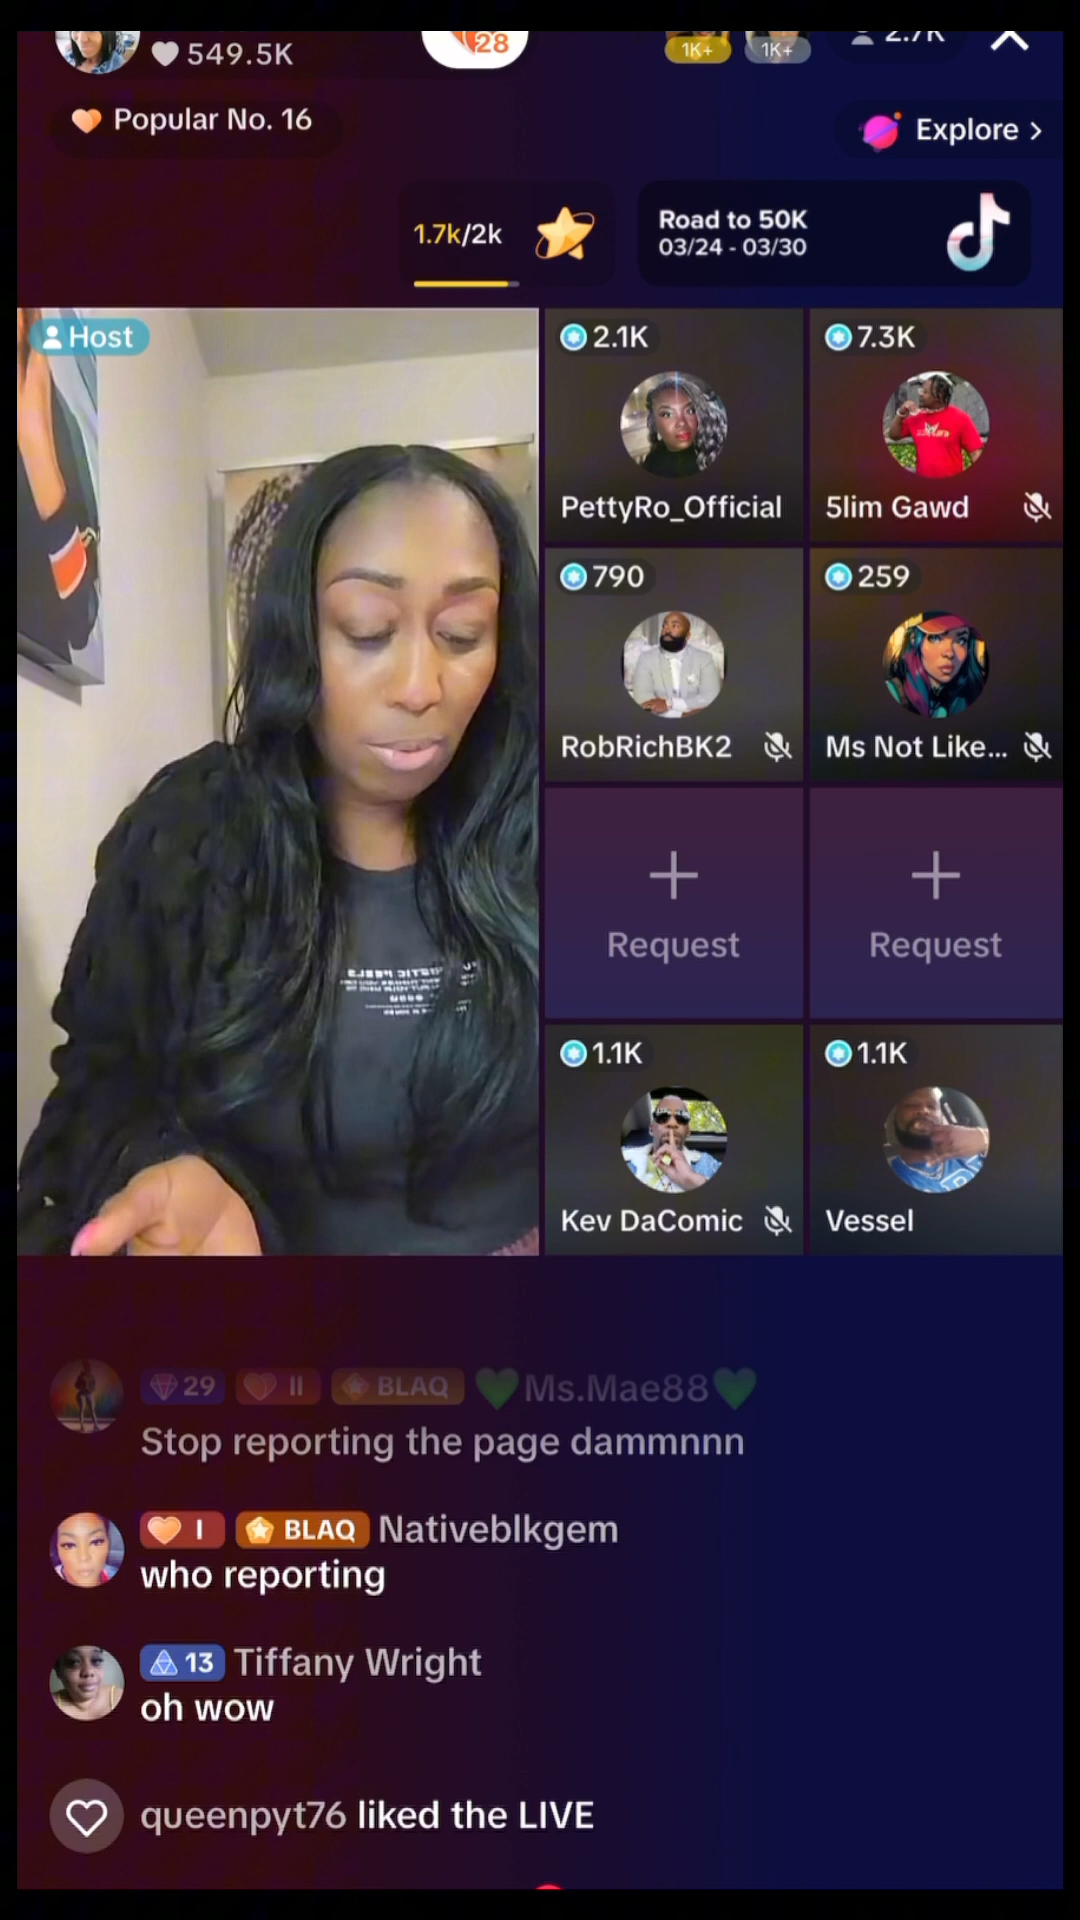 549.5K
28
1K+
1K+
2.7K
Popular No. 16
Explore >
1.7k/2k
Road to 50K
03/24 - 03/30
Host
2.1K
PettyRo_Official
7.3K
5lim Gawd
790
RobRichBK2
259
Ms Not Like...
Request
Request
1.1K
Kev DaComic
1.1K
Vessel
29 II BLAQ 💚Ms.Mae88💚
Stop reporting the page dammnnn
I BLAQ Nativeblkgem
who reporting
13 Tiffany Wright
oh wow
queenpyt76 liked the LIVE